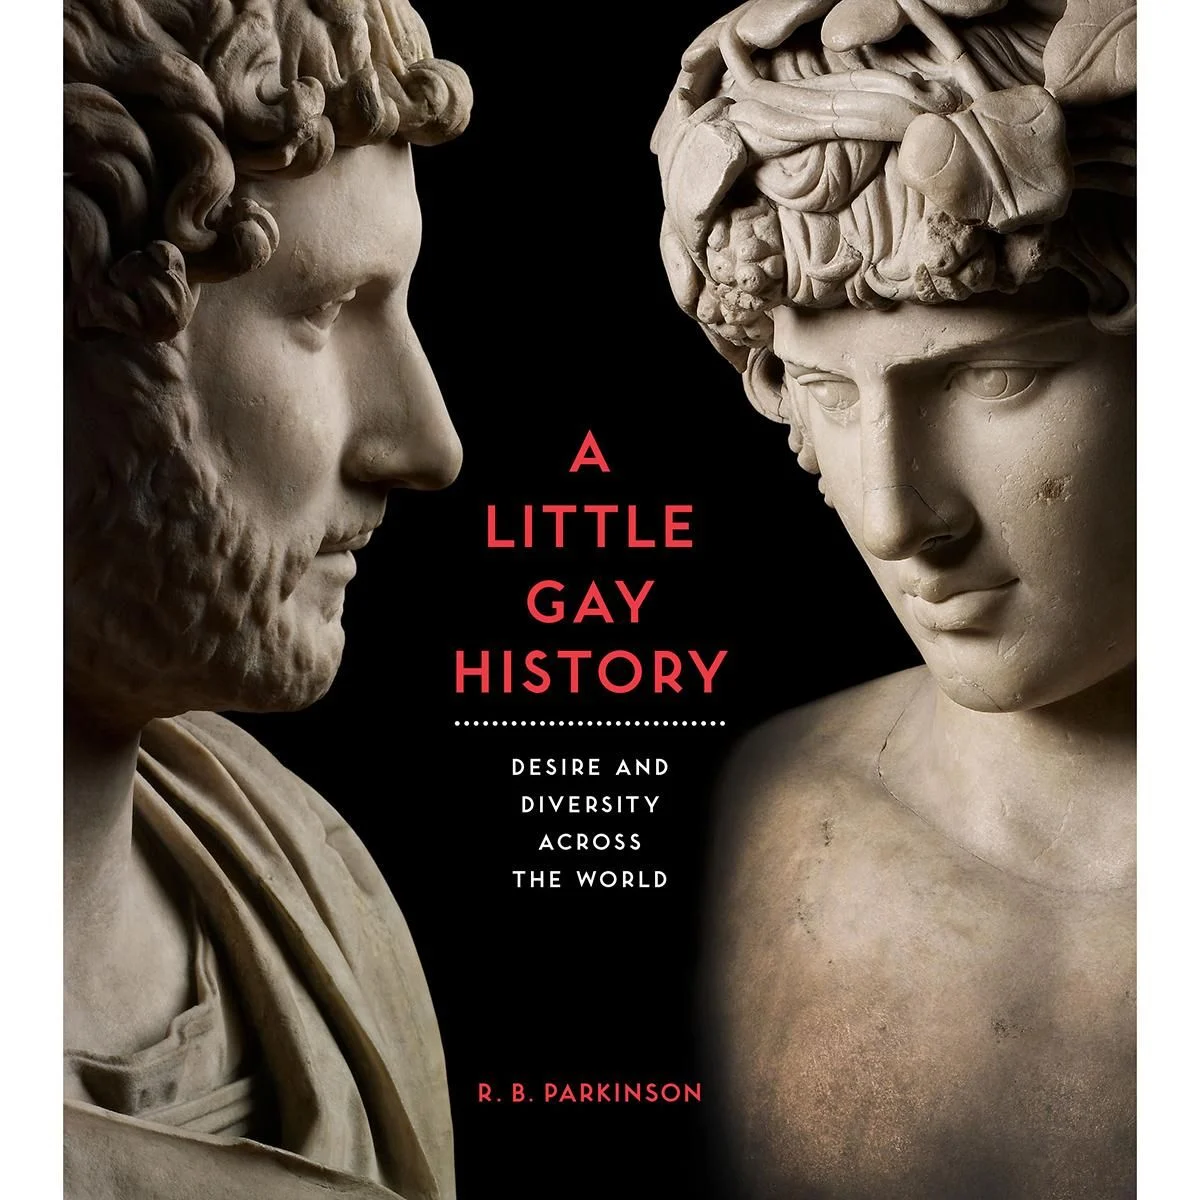 A
LITTLE
GAY
HISTORY
DESIRE AND
DIVERSITY
ACROSS
THE WORLD
R. B. PARKINSON